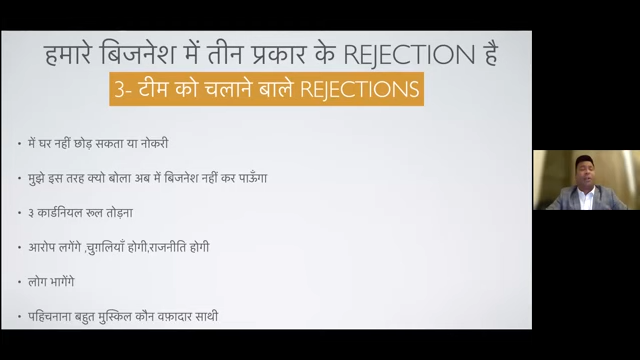 हमारे बिजनेश में तीन प्रकार के REJECTION है
3- टीम को चलाने बाले REJECTIONS
• में घर नहीं छोड़ सकता या नोकरी
• मुझे इस तरह क्यो बोला अब में बिजनेश नहीं कर पाऊँगा
• ३ कार्डनियल रूल तोड़ना
• आरोप लगेंगे ,चुग़लियाँ होगी,राजनीति होगी
• लोग भागेंगे
• पहिचनाना बहुत मुस्किल कौन वफ़ादार साथी